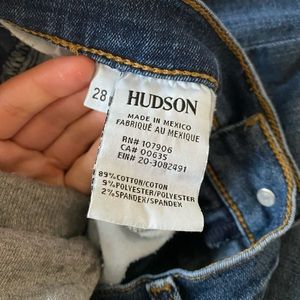 28
HUDSON
MADE IN MEXICO
FABRIQUÉ AU MEXIQUE
RN# 107906
CA# 00635
EIN# 20-3082491
89%COTTON/COTON
9%POLYESTER/POLYESTER
2%SPANDEX/SPANDEX